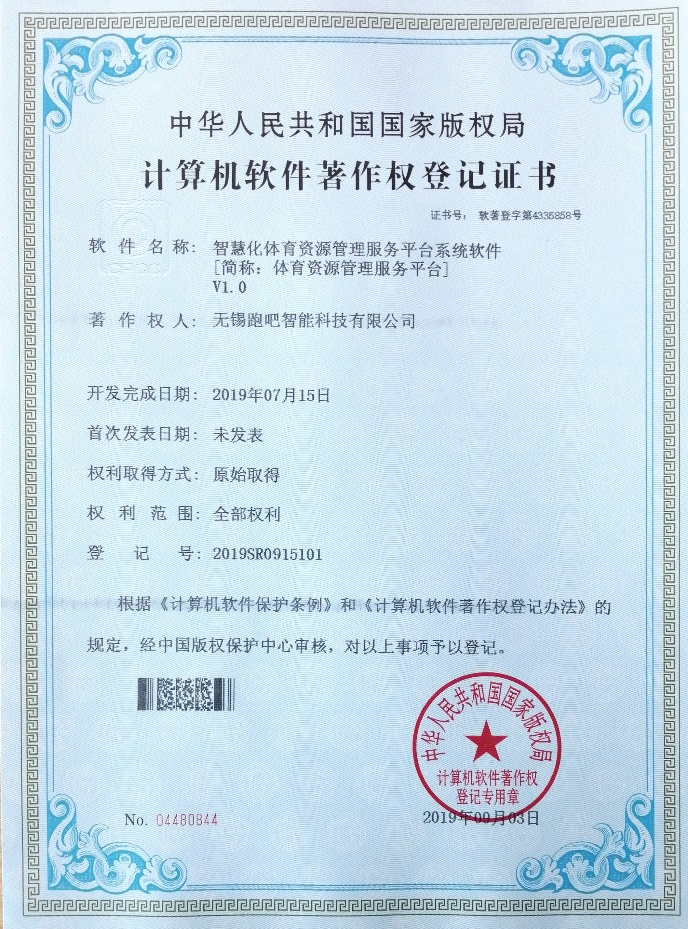 中华人民共和国国家版权局
计算机软件著作权登记证书
证书号： 软著登字第4335858号
软件名称： 智慧化体育资源管理服务平台系统软件
[简称：体育资源管理服务平台]
V1.0
著作权人： 无锡跑吧智能科技有限公司
开发完成日期： 2019年07月15日
首次发表日期： 未发表
权利取得方式： 原始取得
权利范围： 全部权利
登记号： 2019SR0915101
根据《计算机软件保护条例》和《计算机软件著作权登记办法》的
规定，经中国版权保护中心审核，对以上事项予以登记。
中华人民共和国国家版权局
计算机软件著作权
登记专用章
No. 04480844
2019年09月03日